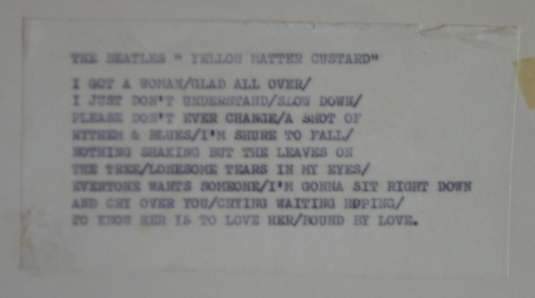 THE BEATLES " YELLOW MATTER CUSTARD"
I GOT A WOMAN/GLAD ALL OVER/
I JUST DON'T UNDERSTAND/SLOW DOWN/
PLEASE DON'T EVER CHANGE/A SHOT OF
RYTHEM & BLUES/I'M SHURE TO FALL/
NOTHING SHAKING BUT THE LEAVES ON
THE TREE/LONESOME TEARS IN MY EYES/
EVERYONE WANTS SOMEONE/I'M GONNA SIT RIGHT DOWN
AND CRY OVER YOU/CRYING WAITING HOPING/
TO KNOW HER IS TO LOVE HER/BOUND BY LOVE.